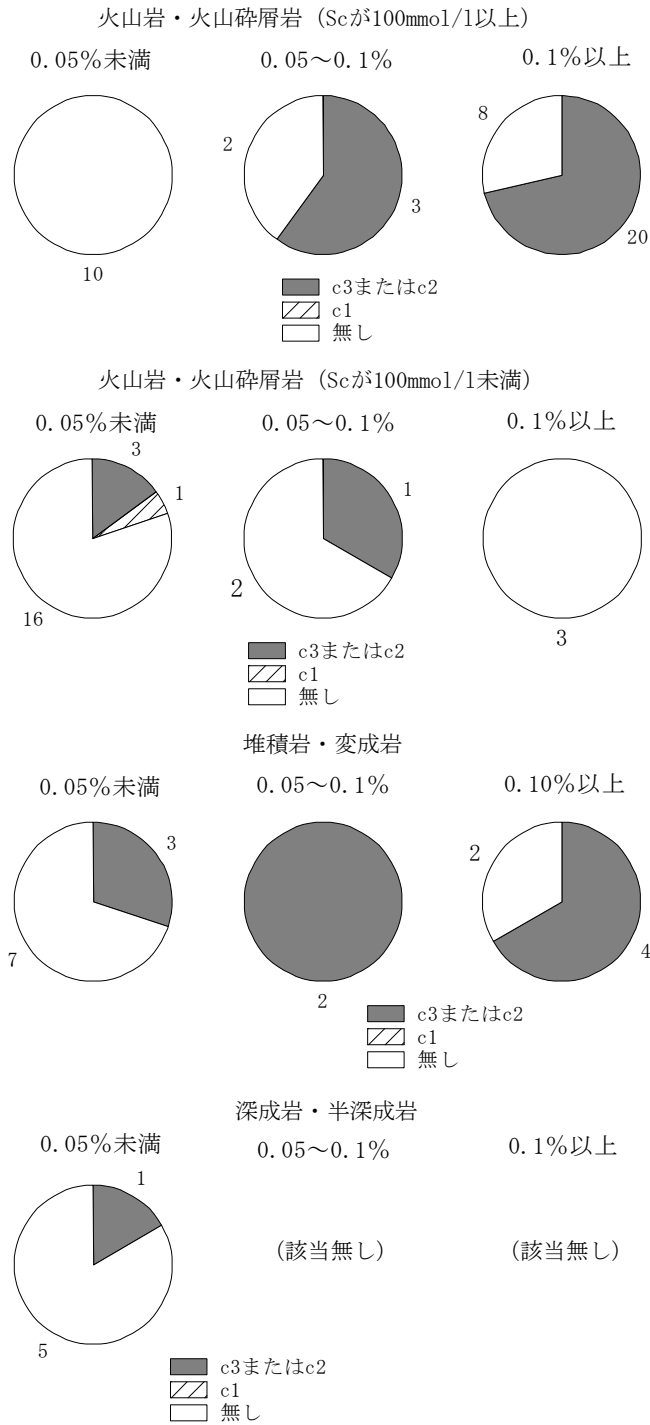 火山岩・火山砕屑岩（Scが100mmol/l以上）
0.05%未満　0.05～0.1%　0.1%以上
10
2
3
8
20
c3またはc2
c1
無し
火山岩・火山砕屑岩（Scが100mmol/l未満）
0.05%未満　0.05～0.1%　0.1%以上
3
1
16
1
2
3
c3またはc2
c1
無し
堆積岩・変成岩
0.05%未満　0.05～0.1%　0.10%以上
3
7
2
2
4
c3またはc2
c1
無し
深成岩・半深成岩
0.05%未満　0.05～0.1%　0.1%以上
1
5
（該当無し）　（該当無し）
c3またはc2
c1
無し